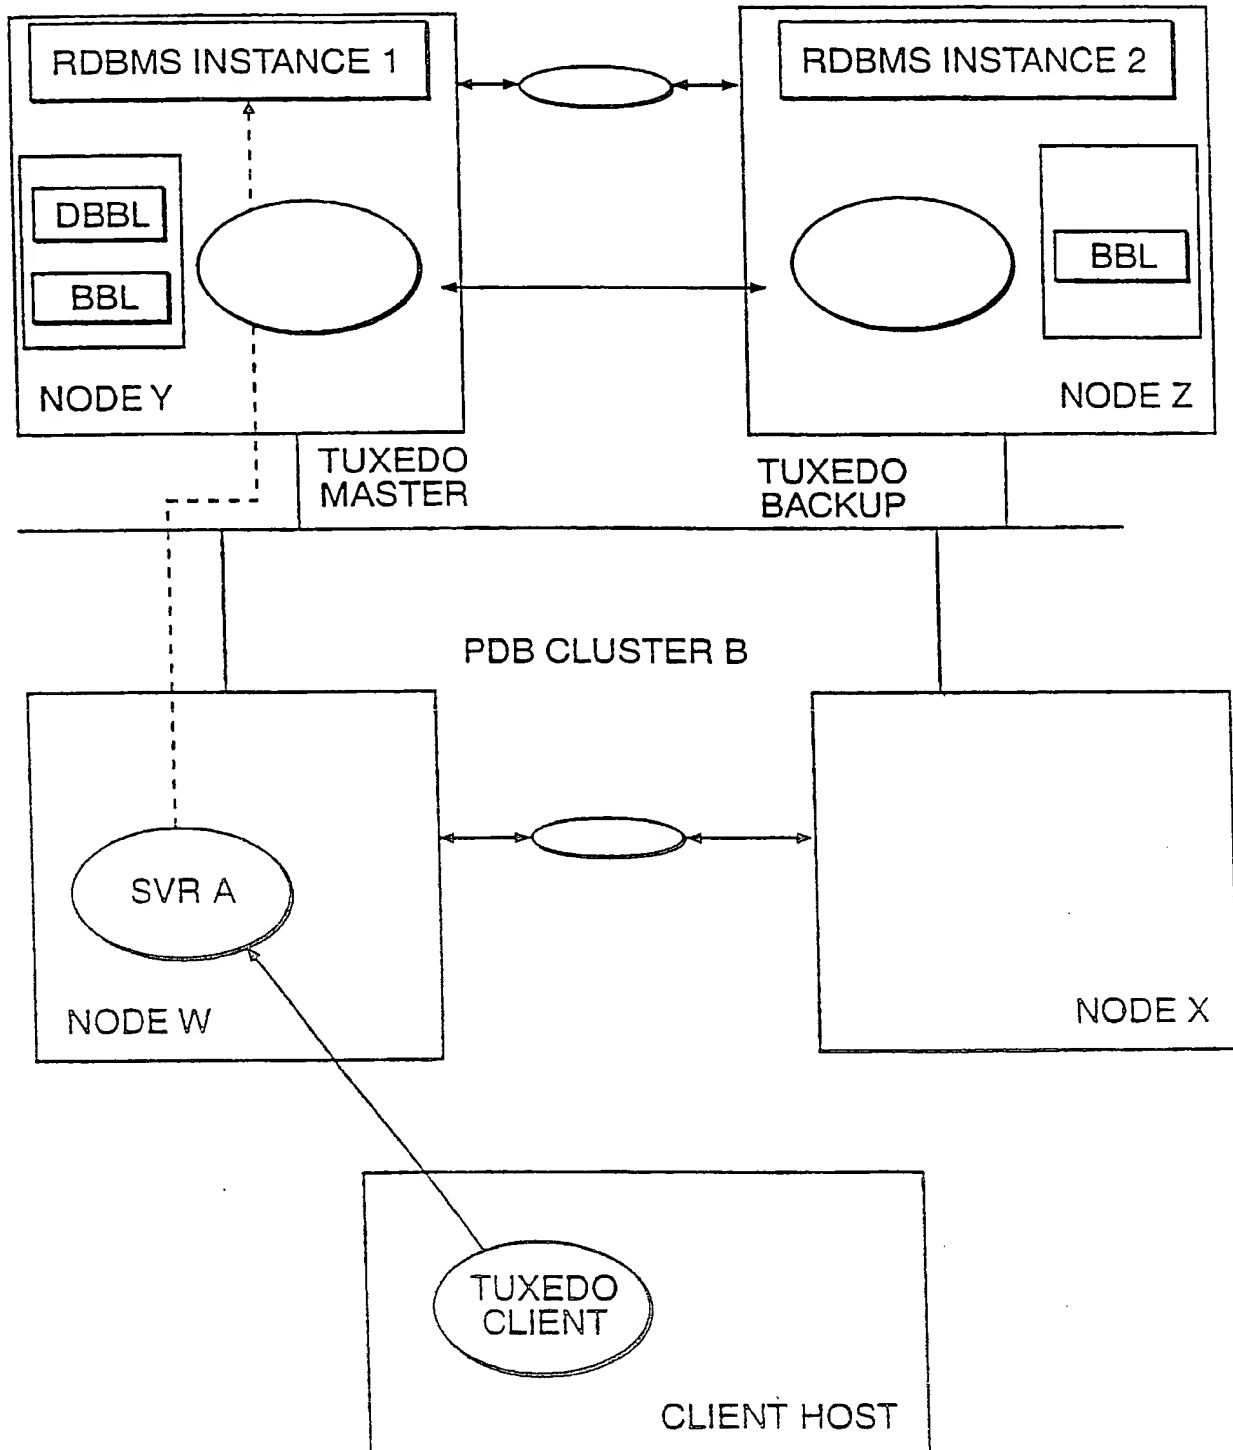 RDBMS INSTANCE 1
RDBMS INSTANCE 2
DBBL
BBL
BBL
NODE Y
NODE Z
TUXEDO
MASTER
TUXEDO
BACKUP
PDB CLUSTER B
SVR A
NODE W
NODE X
TUXEDO
CLIENT
CLIENT HOST